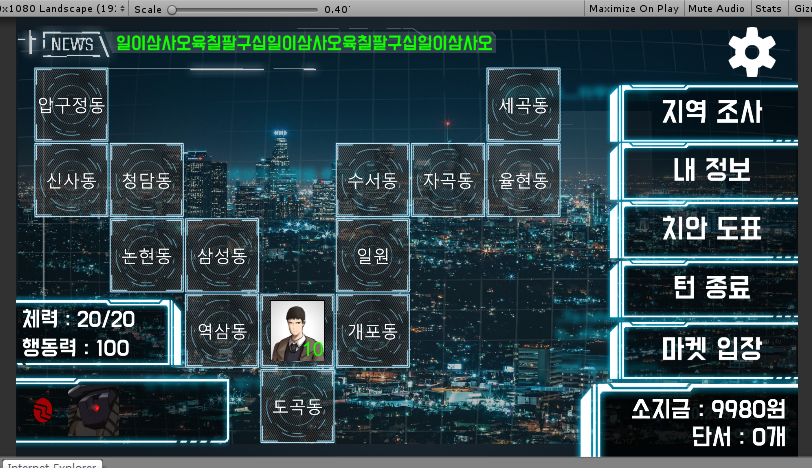 x1080 Landscape (19: Scale 0.40 Maximize On Play Mute Audio Stats Giz
NEWS 일이삼사오육칠팔구십일이삼사오육칠팔구십일이삼사오
압구정동 세곡동
지역 조사
신사동 청담동 수서동 자곡동 율현동
내 정보
치안 도표
논현동 삼성동 일원
턴 종료
체력 : 20/20
행동력 : 100
역삼동 10 개포동
마켓 입장
도곡동
소지금 : 9980원
단서 : 0개
Internet Explorer